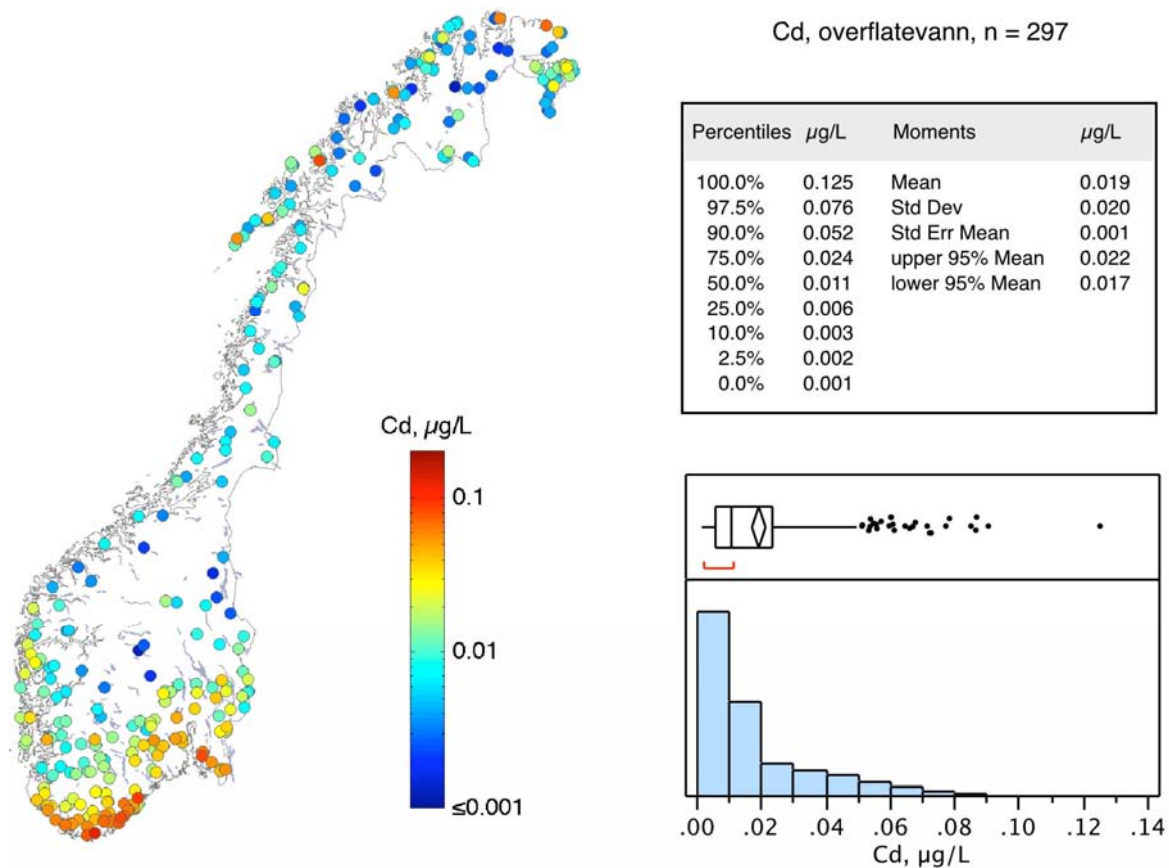 Cd, overflatevann, n = 297
Percentiles µg/L Moments µg/L
100.0% 0.125 Mean 0.019
97.5% 0.076 Std Dev 0.020
90.0% 0.052 Std Err Mean 0.001
75.0% 0.024 upper 95% Mean 0.022
50.0% 0.011 lower 95% Mean 0.017
25.0% 0.006
10.0% 0.003
2.5% 0.002
0.0% 0.001
Cd, µg/L
0.1
0.01
≤0.001
.00 .02 .04 .06 .08 .10 .12 .14
Cd, µg/L